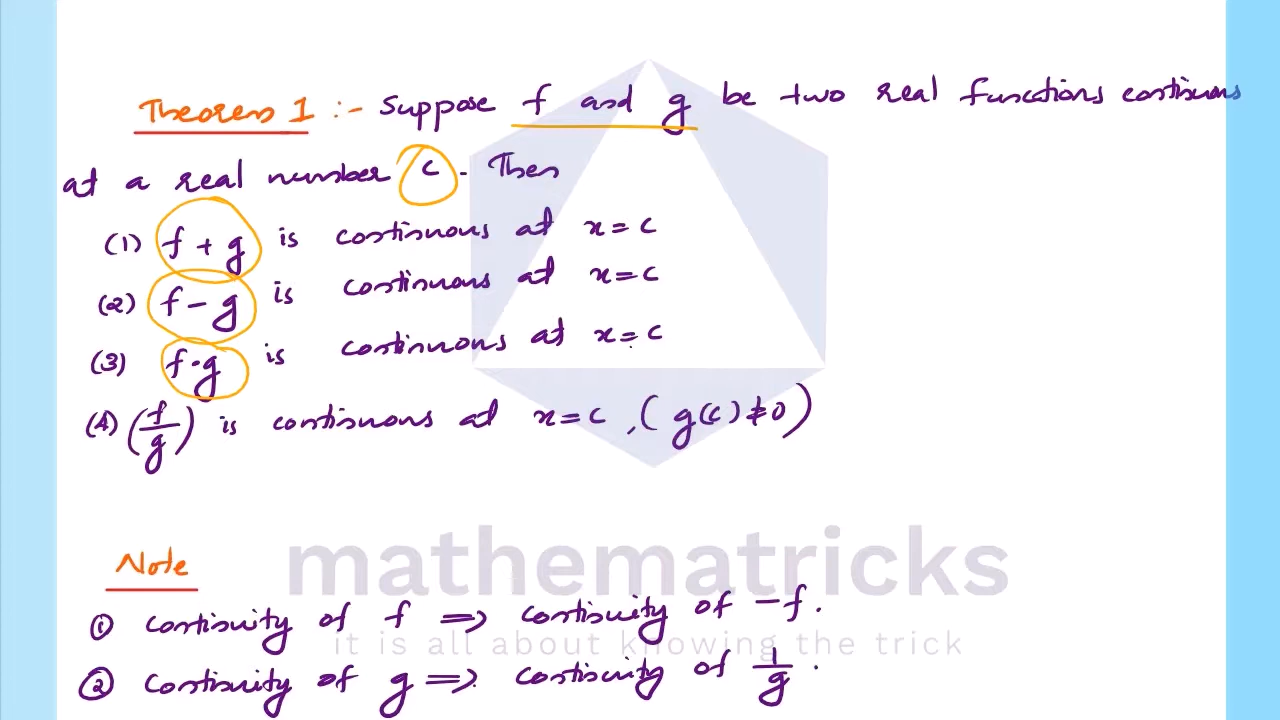 Theorem 1 :- Suppose f and g be two real functions continuous
at a real number c. Then
(1) f + g is continuous at x = c
(2) f - g is continuous at x = c
(3) f · g is continuous at x = c
(4) (f/g) is continuous at x = c, (g(c) ≠ 0)
mathematricks
Note
① continuity of f ⟹ continuity of -f.
it is all about knowing the trick
② continuity of g ⟹ continuity of 1/g.